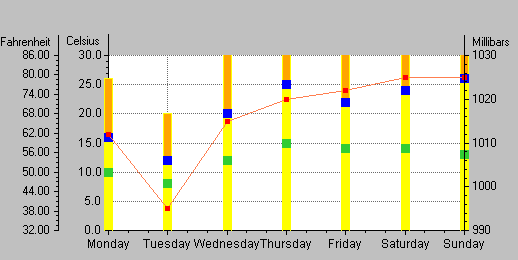 Fahrenheit Celsius Millibars
86.00 30.0 1030
80.00
74.00 25.0 1020
68.00 20.0
62.00
56.00 15.0 1010
50.00 10.0
44.00 1000
38.00 5.0
32.00 0.0 990
Monday Tuesday Wednesday Thursday Friday Saturday Sunday